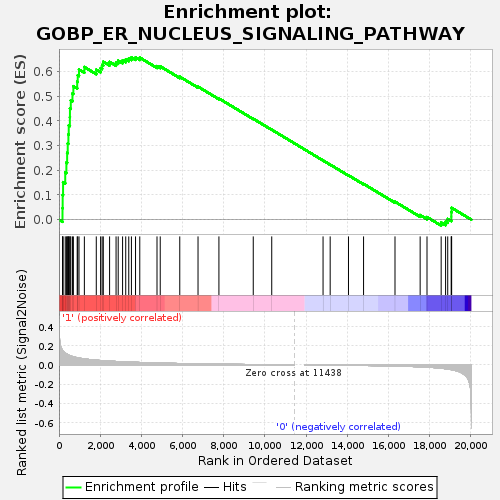 Enrichment plot:
GOBP_ER_NUCLEUS_SIGNALING_PATHWAY
Enrichment score (ES)
0.6
0.5
0.4
0.3
0.2
0.1
0.0
'1' (positively correlated)
Ranked list metric (Signal2Noise)
0.4
0.2
0.0
-0.2
-0.4
-0.6
Zero cross at 11438
'0' (negatively correlated)
0
2,000
4,000
6,000
8,000
10,000
12,000
14,000
16,000
18,000
20,000
Rank in Ordered Dataset
Enrichment profile
Hits
Ranking metric scores